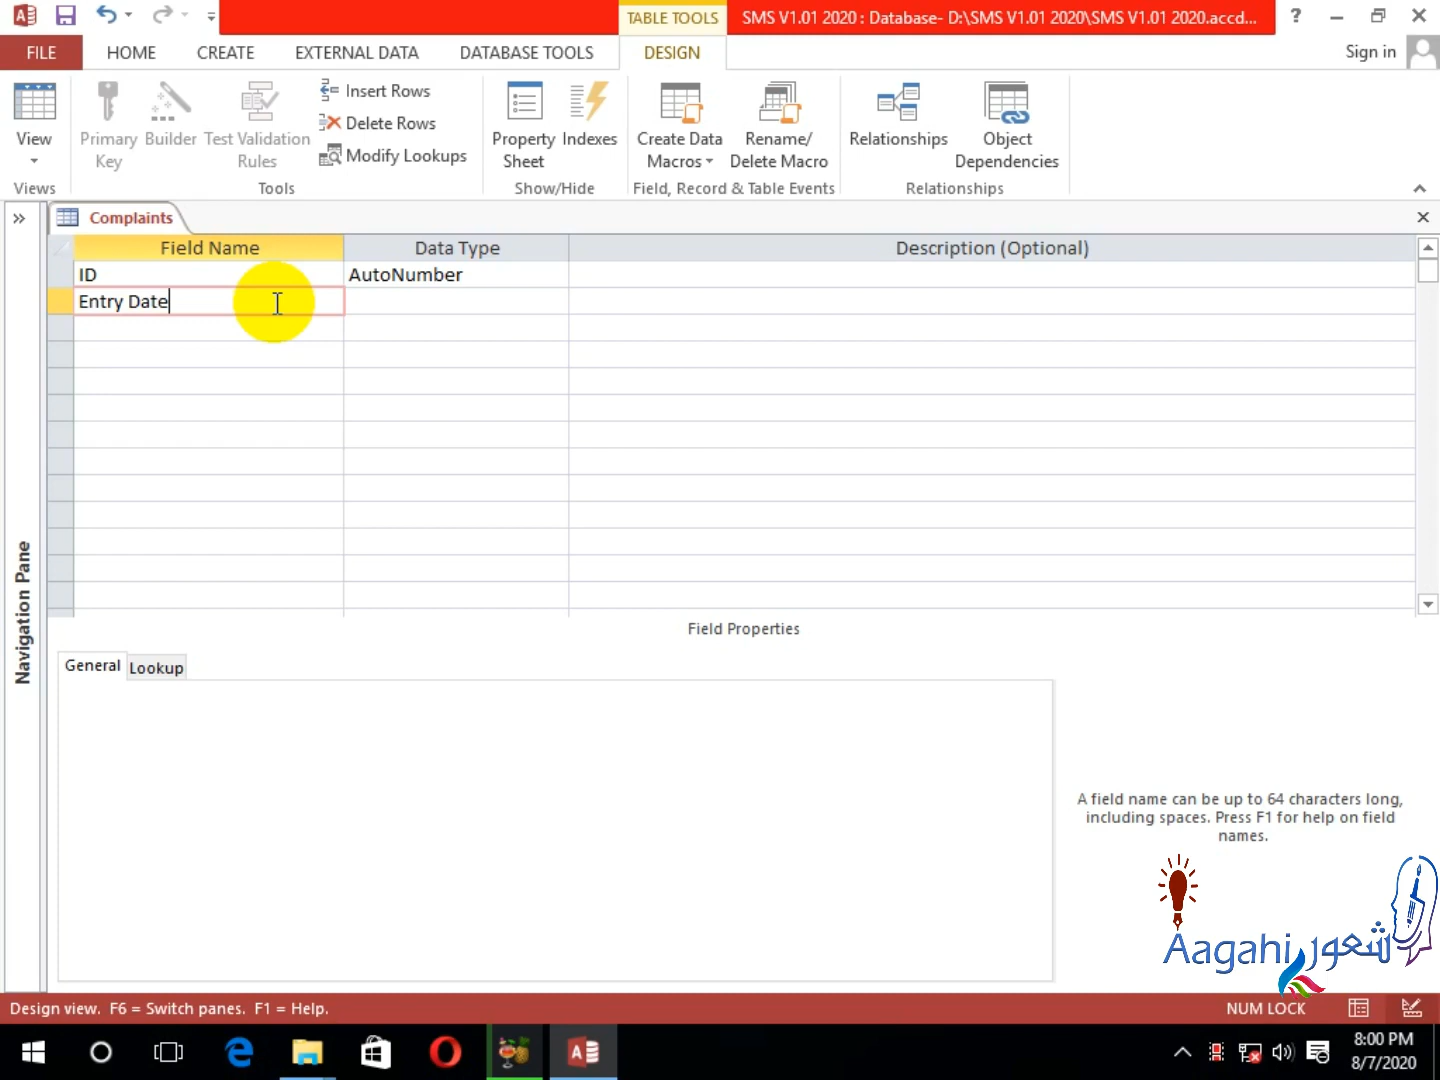 TABLE TOOLS
SMS V1.01 2020 : Database- D:\SMS V1.01 2020\SMS V1.01 2020.accd...
?
FILE
HOME
CREATE
EXTERNAL DATA
DATABASE TOOLS
DESIGN
Sign in
View
Primary Key
Builder
Test Validation Rules
Insert Rows
Delete Rows
Modify Lookups
Property Sheet
Indexes
Create Data Macros
Rename/ Delete Macro
Relationships
Object Dependencies
Views
Tools
Show/Hide
Field, Record & Table Events
Relationships
Complaints
Field Name
Data Type
Description (Optional)
ID
AutoNumber
Entry Date
Navigation Pane
Field Properties
General
Lookup
A field name can be up to 64 characters long,
including spaces. Press F1 for help on field
names.
Aagahi شعور
Design view. F6 = Switch panes. F1 = Help.
NUM LOCK
8:00 PM
8/7/2020